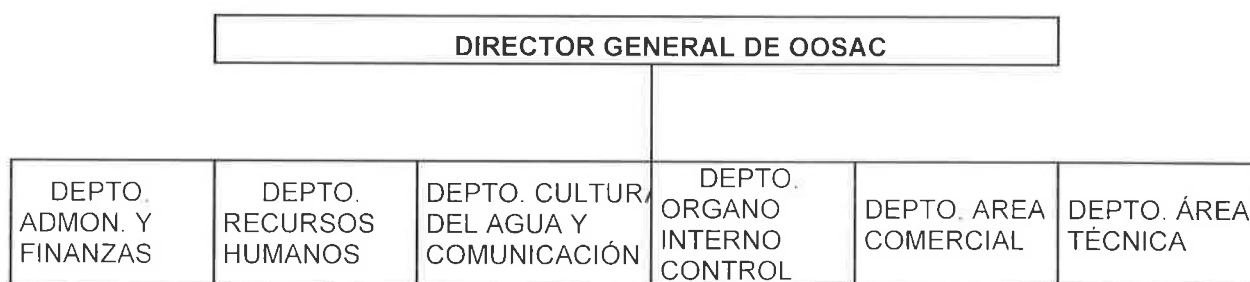 DIRECTOR GENERAL DE OOSAC
DEPTO.
ADMON. Y
FINANZAS
DEPTO.
RECURSOS
HUMANOS
DEPTO. CULTURA
DEL AGUA Y
COMUNICACIÓN
DEPTO.
ORGANO
INTERNO
CONTROL
DEPTO. AREA
COMERCIAL
DEPTO. ÁREA
TÉCNICA